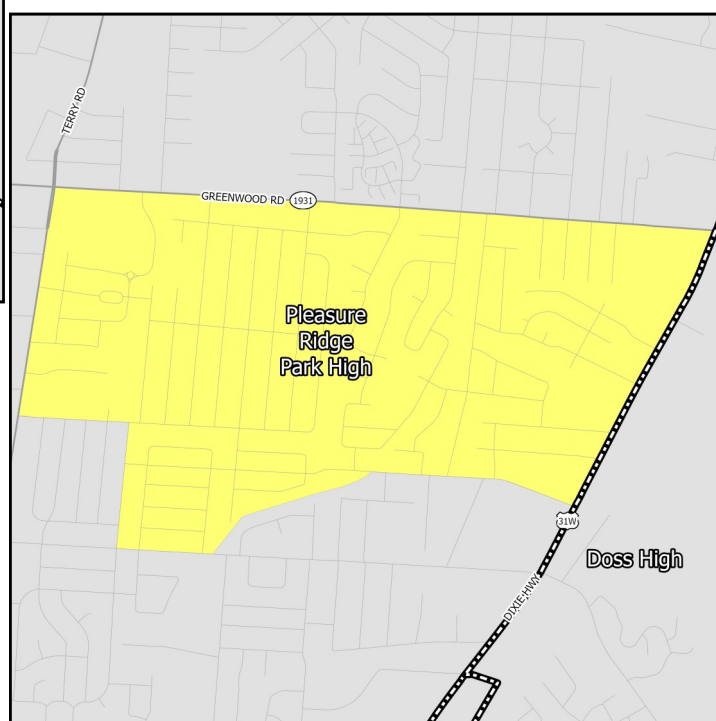 TERRY RD
GREENWOOD RD 1931
Pleasure
Ridge
Park High
31W
Doss High
DIXIE HWY